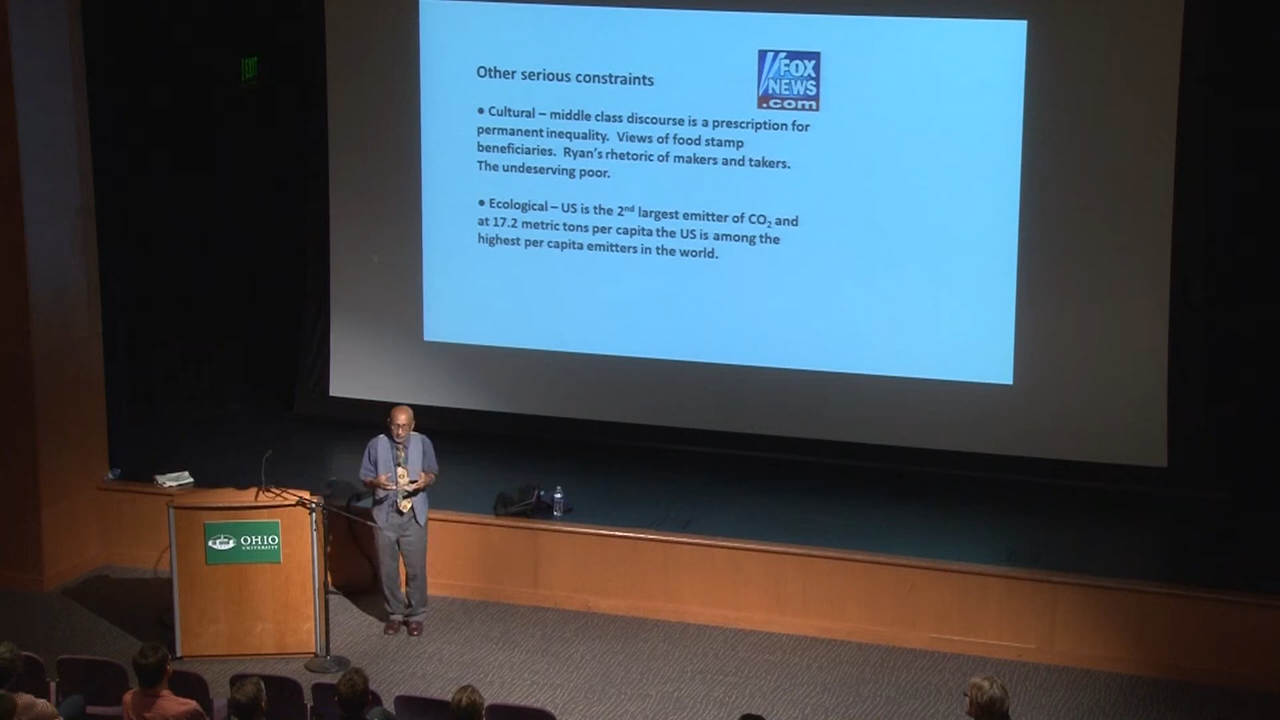 EXIT
Other serious constraints
FOX
NEWS
.com
• Cultural – middle class discourse is a prescription for
permanent inequality. Views of food stamp
beneficiaries. Ryan's rhetoric of makers and takers.
The undeserving poor.
• Ecological – US is the 2nd largest emitter of CO2 and
at 17.2 metric tons per capita the US is among the
highest per capita emitters in the world.
OHIO
UNIVERSITY